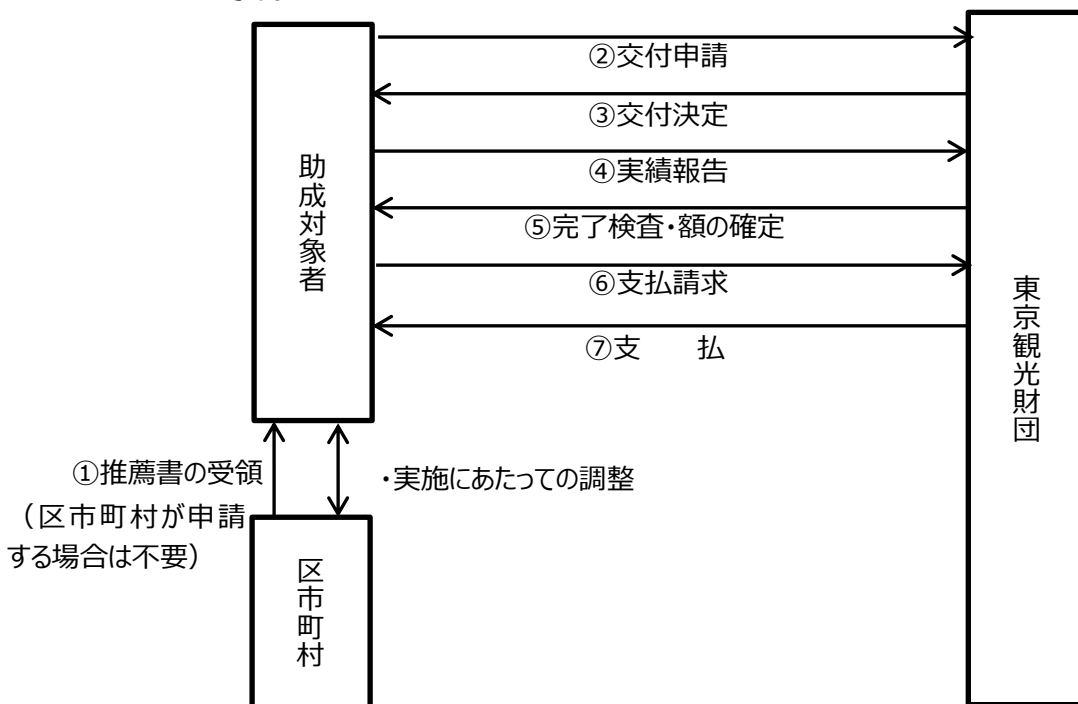 ②交付申請
③交付決定
④実績報告
⑤完了検査・額の確定
⑥支払請求
⑦支　　払
助成対象者
東京観光財団
①推薦書の受領
（区市町村が申請
する場合は不要）
・実施にあたっての調整
区市町村